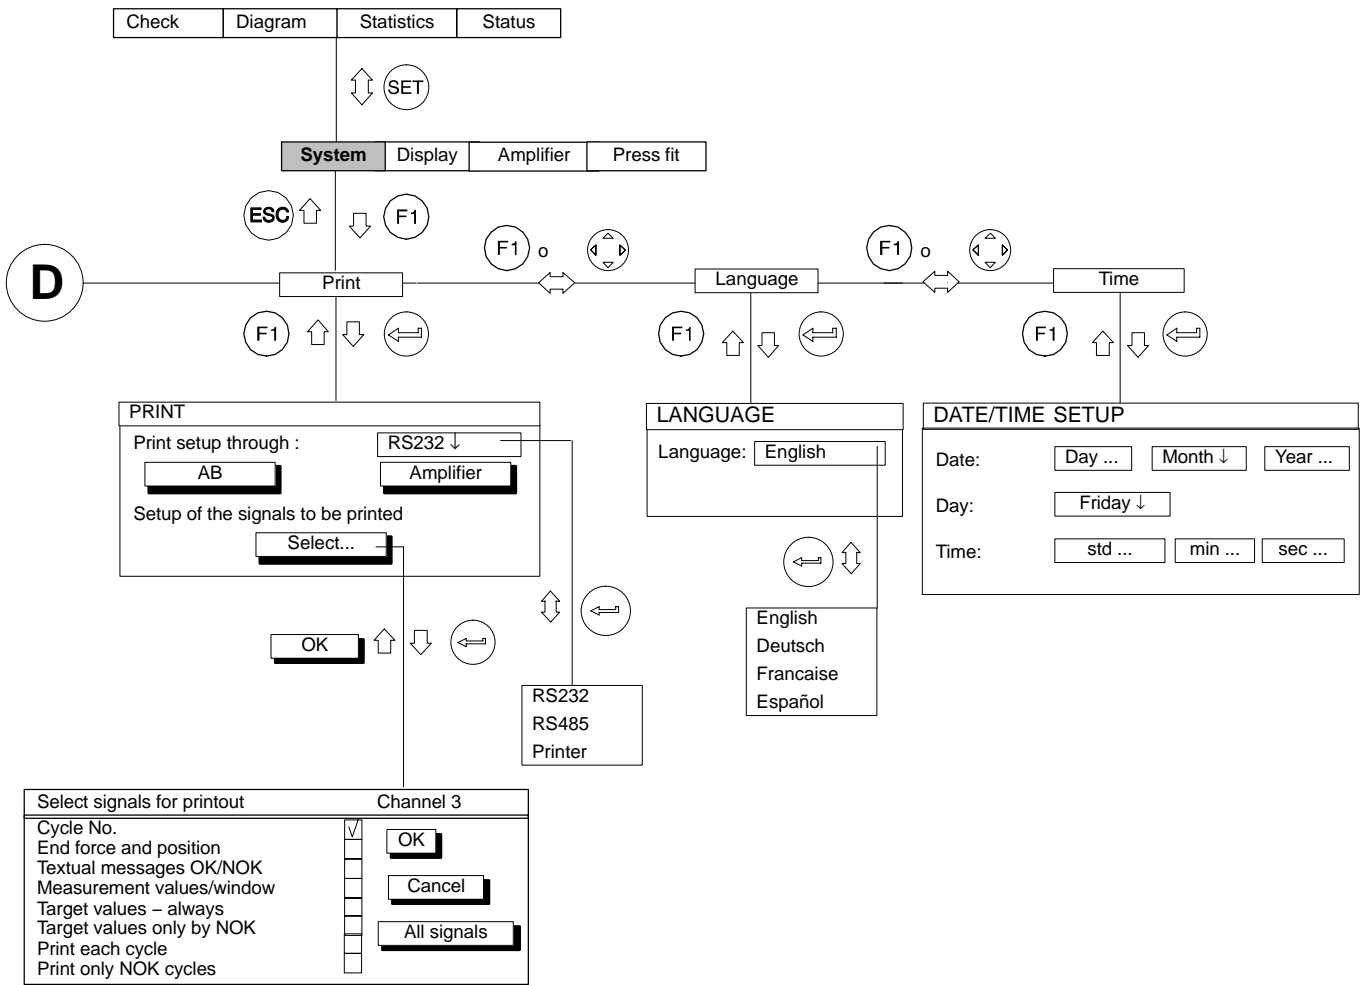 Check Diagram Statistics Status
SET
System Display Amplifier Press fit
ESC F1
F1 o F1 o
D Print Language Time
F1 F1 F1
PRINT
Print setup through : RS232 ↓
AB Amplifier
Setup of the signals to be printed
Select...
LANGUAGE
Language: English
DATE/TIME SETUP
Date: Day ... Month ↓ Year ...
Day: Friday ↓
Time: std ... min ... sec ...
OK
RS232
RS485
Printer
English
Deutsch
Francaise
Español
Select signals for printout Channel 3
Cycle No. √
End force and position
Textual messages OK/NOK
Measurement values/window
Target values – always
Target values only by NOK
Print each cycle
Print only NOK cycles
OK
Cancel
All signals